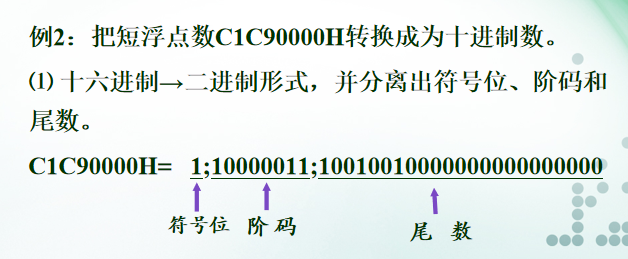 例2：把短浮点数C1C90000H转换成为十进制数。
⑴ 十六进制→二进制形式，并分离出符号位、阶码和
尾数。
C1C90000H= 1;10000011;10010010000000000000000
符号位 阶码 尾 数